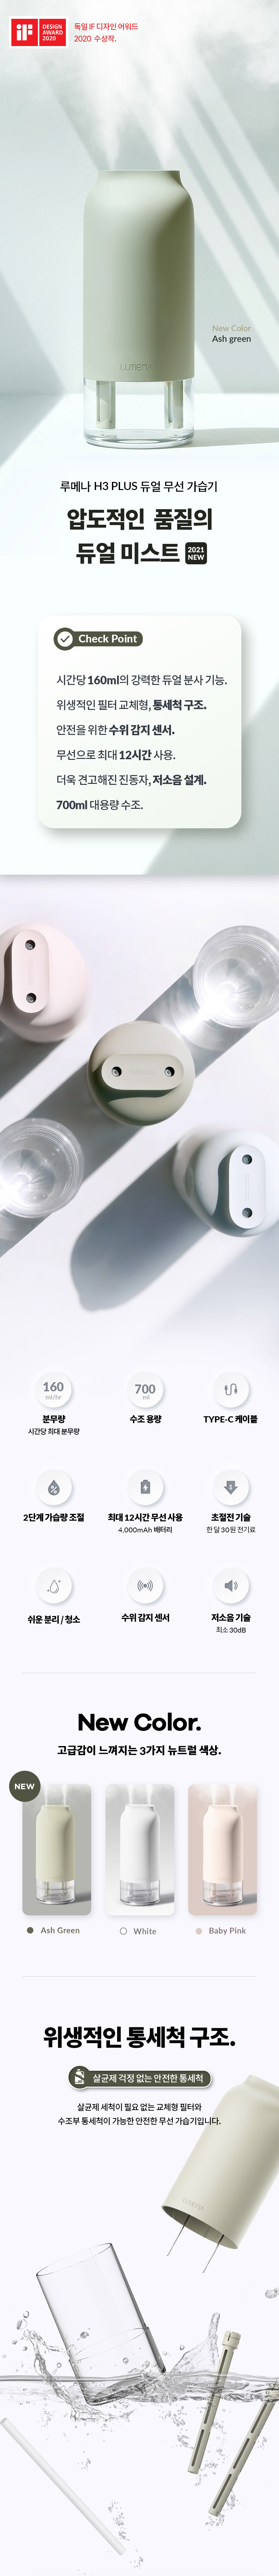 iF
DESIGN
AWARD
2020
독일 iF 디자인 어워드
2020 수상작.
LUMENA
New Color
Ash green
루메나 H3 PLUS 듀얼 무선 가습기
압도적인 품질의
듀얼 미스트
2021
NEW
Check Point
시간당 160ml의 강력한 듀얼 분사 기능.
위생적인 필터 교체형, 통세척 구조.
안전을 위한 수위 감지 센서.
무선으로 최대 12시간 사용.
더욱 견고해진 진동자, 저소음 설계.
700ml 대용량 수조.
160
ml/hr
분무량
시간당 최대 분무량
700
ml
수조 용량
TYPE-C 케이블
2단계 가습량 조절
최대 12시간 무선 사용
4,000mAh 배터리
초절전 기술
한 달 30원 전기료
쉬운 분리 / 청소
수위 감지 센서
저소음 기술
최소 30dB
New Color.
고급감이 느껴지는 3가지 뉴트럴 색상.
NEW
Ash Green
White
Baby Pink
위생적인 통세척 구조.
살균제 걱정 없는 안전한 통세척
살균제 세척이 필요 없는 교체형 필터와
수조부 통세척이 가능한 안전한 무선 가습기입니다.
LUMENA